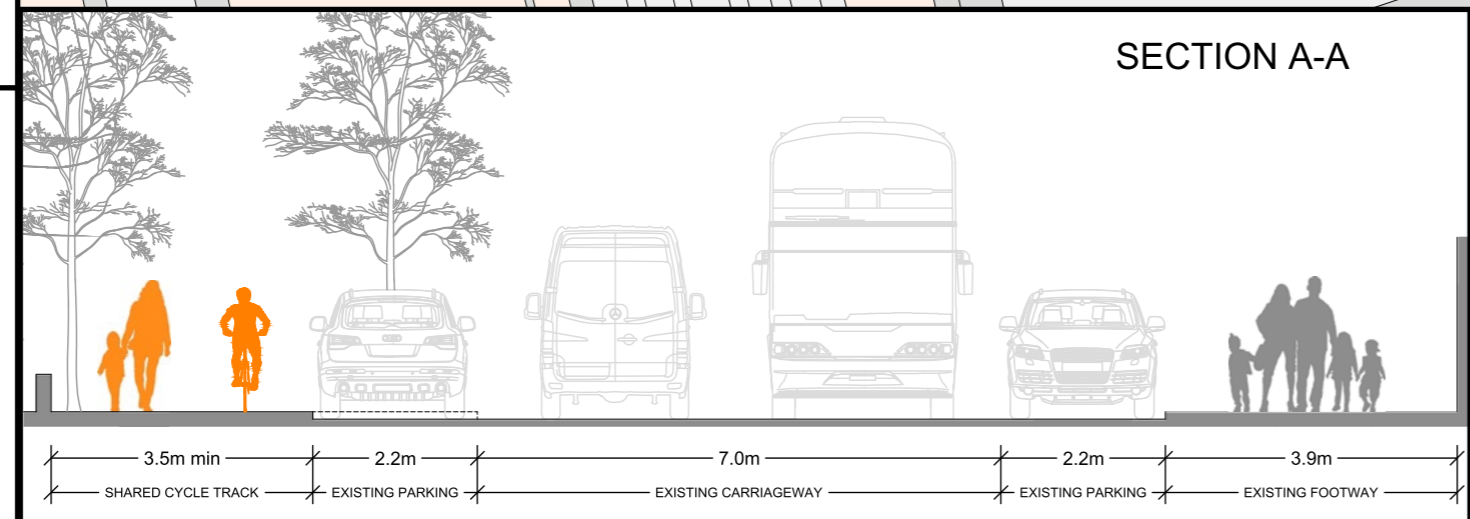 SECTION A-A
3.5m min 2.2m 7.0m 2.2m 3.9m
SHARED CYCLE TRACK EXISTING PARKING EXISTING CARRIAGEWAY EXISTING PARKING EXISTING FOOTWAY